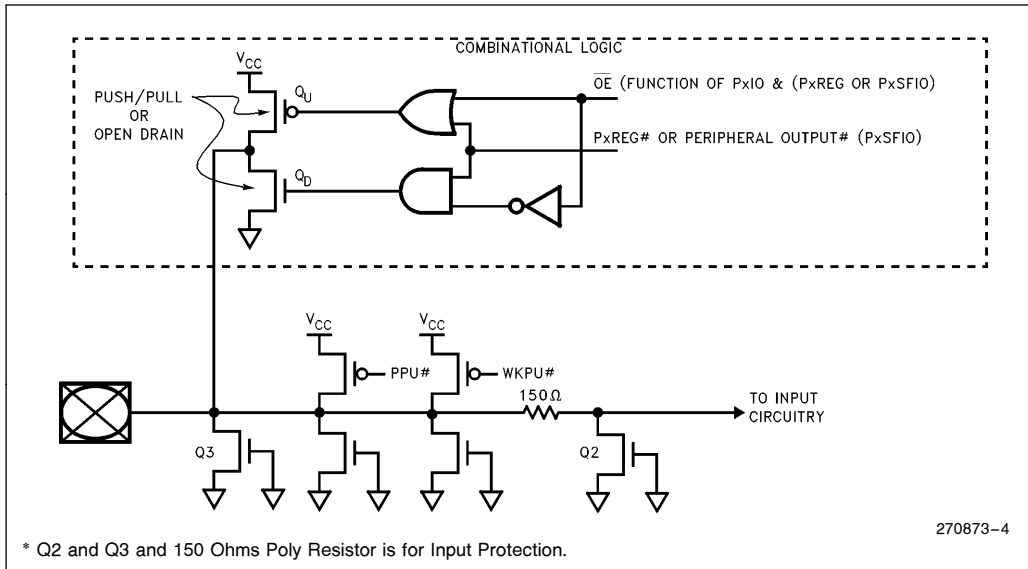 COMBINATIONAL LOGIC
VCC
OE (FUNCTION OF PxIO & (PxREG OR PxSFIO)
PUSH/PULL
OR
OPEN DRAIN
QU
PxREG# OR PERIPHERAL OUTPUT# (PxSFIO)
QD
VCC
VCC
PPU#
WKPU#
150Ω
TO INPUT
CIRCUITRY
Q3
Q2
270873-4
* Q2 and Q3 and 150 Ohms Poly Resistor is for Input Protection.